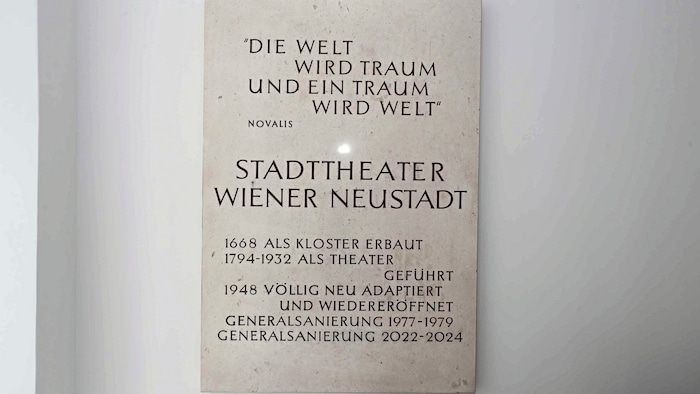 "DIE WELT
WIRD TRAUM
UND EIN TRAUM
WIRD WELT"
NOVALIS
STADTTHEATER
WIENER NEUSTADT
1668 ALS KLOSTER ERBAUT
1794-1932 ALS THEATER
GEFÜHRT
1948 VÖLLIG NEU ADAPTIERT
UND WIEDERERÖFFNET
GENERALSANIERUNG 1977-1979
GENERALSANIERUNG 2022-2024